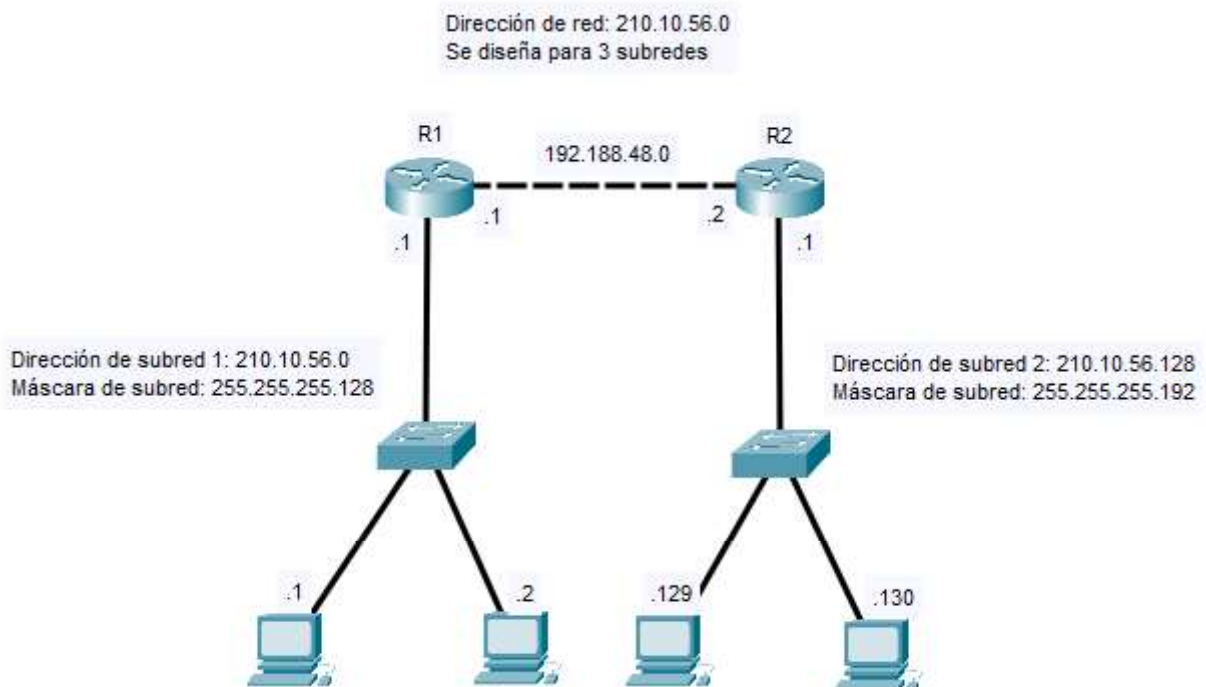 Dirección de red: 210.10.56.0
Se diseña para 3 subredes
R1
192.188.48.0
R2
.1
.2
.1
.1
Dirección de subred 1: 210.10.56.0
Máscara de subred: 255.255.255.128
Dirección de subred 2: 210.10.56.128
Máscara de subred: 255.255.255.192
.1
.2
.129
.130